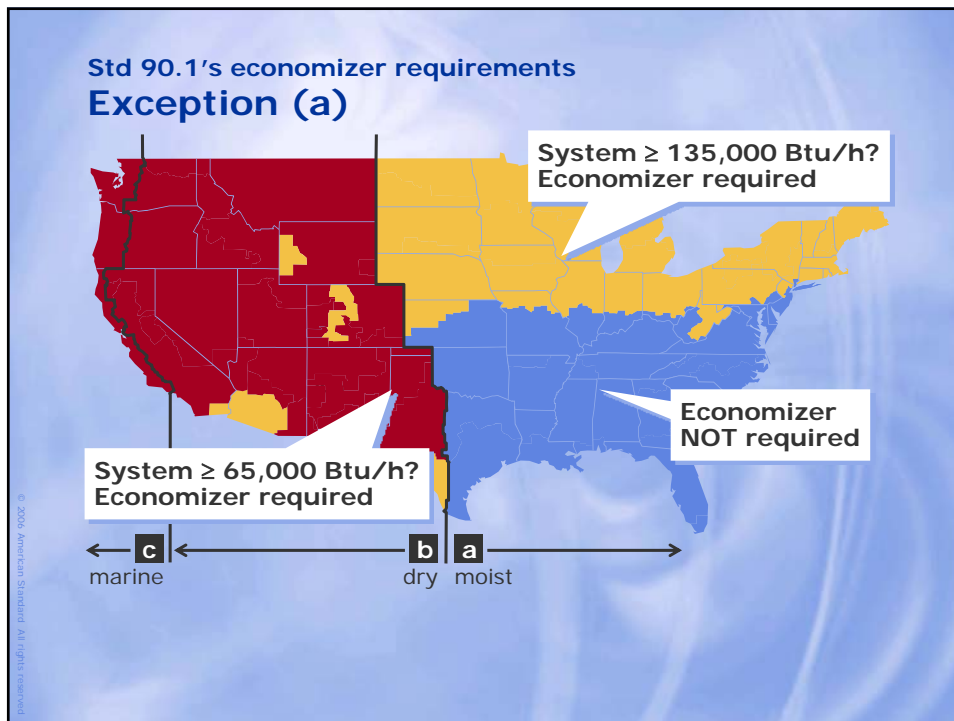 Std 90.1's economizer requirements
Exception (a)
System ≥ 135,000 Btu/h?
Economizer required
Economizer
NOT required
System ≥ 65,000 Btu/h?
Economizer required
c
b
a
marine
dry
moist
© 2006 American Standard All rights reserved